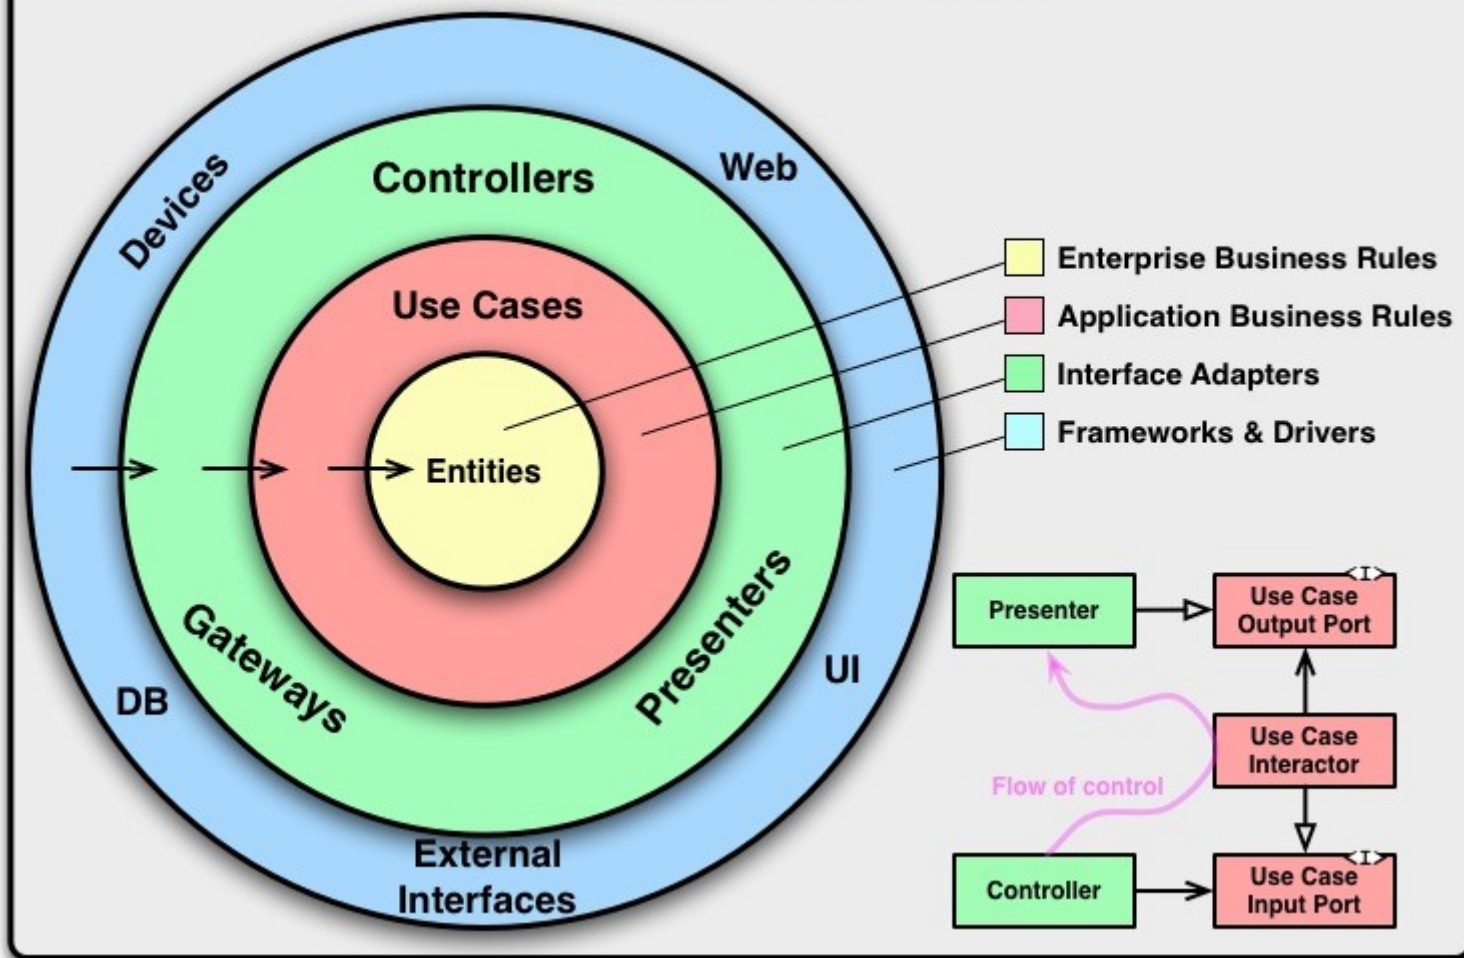 Devices
Controllers
Web
Use Cases
Entities
Gateways
Presenters
DB
UI
External
Interfaces
Enterprise Business Rules
Application Business Rules
Interface Adapters
Frameworks & Drivers
Presenter
<I>
Use Case
Output Port
Use Case
Interactor
Flow of control
Controller
<I>
Use Case
Input Port